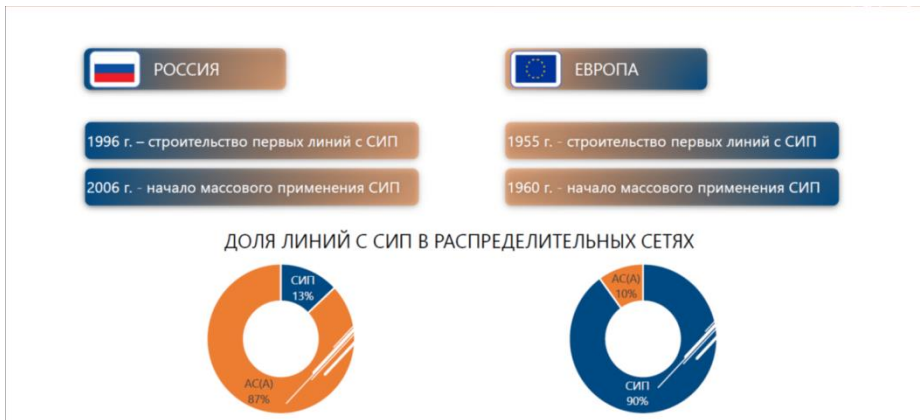 РОССИЯ
ЕВРОПА
1996 г. – строительство первых линий с СИП
1955 г. - строительство первых линий с СИП
2006 г. - начало массового применения СИП
1960 г. - начало массового применения СИП
ДОЛЯ ЛИНИЙ С СИП В РАСПРЕДЕЛИТЕЛЬНЫХ СЕТЯХ
СИП
13%
АС(А)
87%
АС(А)
10%
СИП
90%